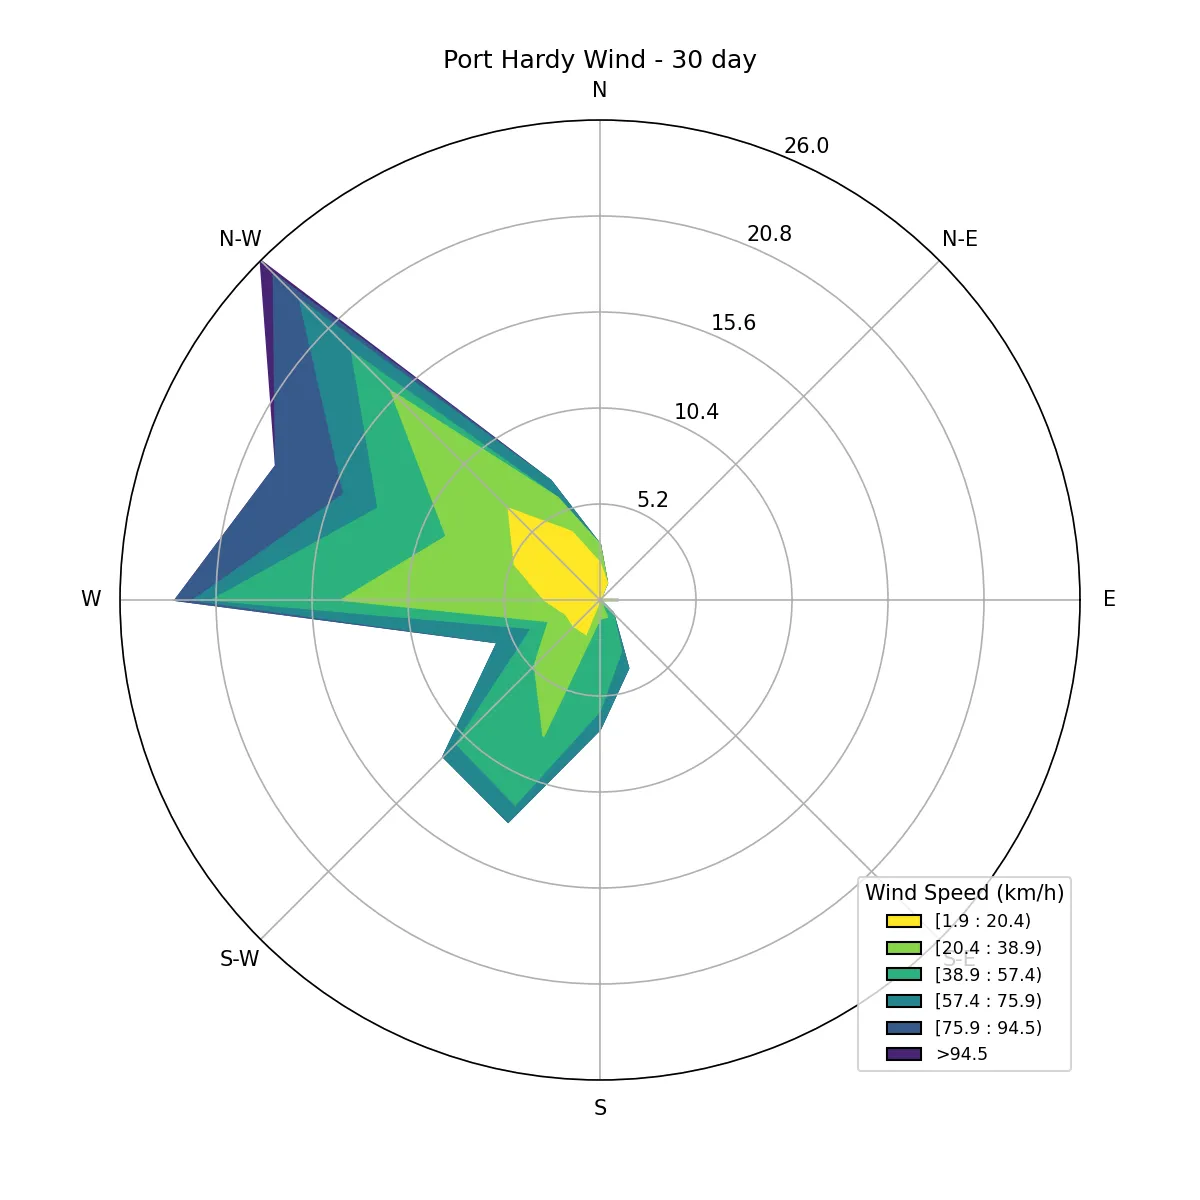 Port Hardy Wind - 30 day
N
26.0
N-W
20.8
N-E
15.6
10.4
5.2
W
E
S-W
S-E
S
Wind Speed (km/h)
[1.9 : 20.4)
[20.4 : 38.9)
[38.9 : 57.4)
[57.4 : 75.9)
[75.9 : 94.5)
>94.5